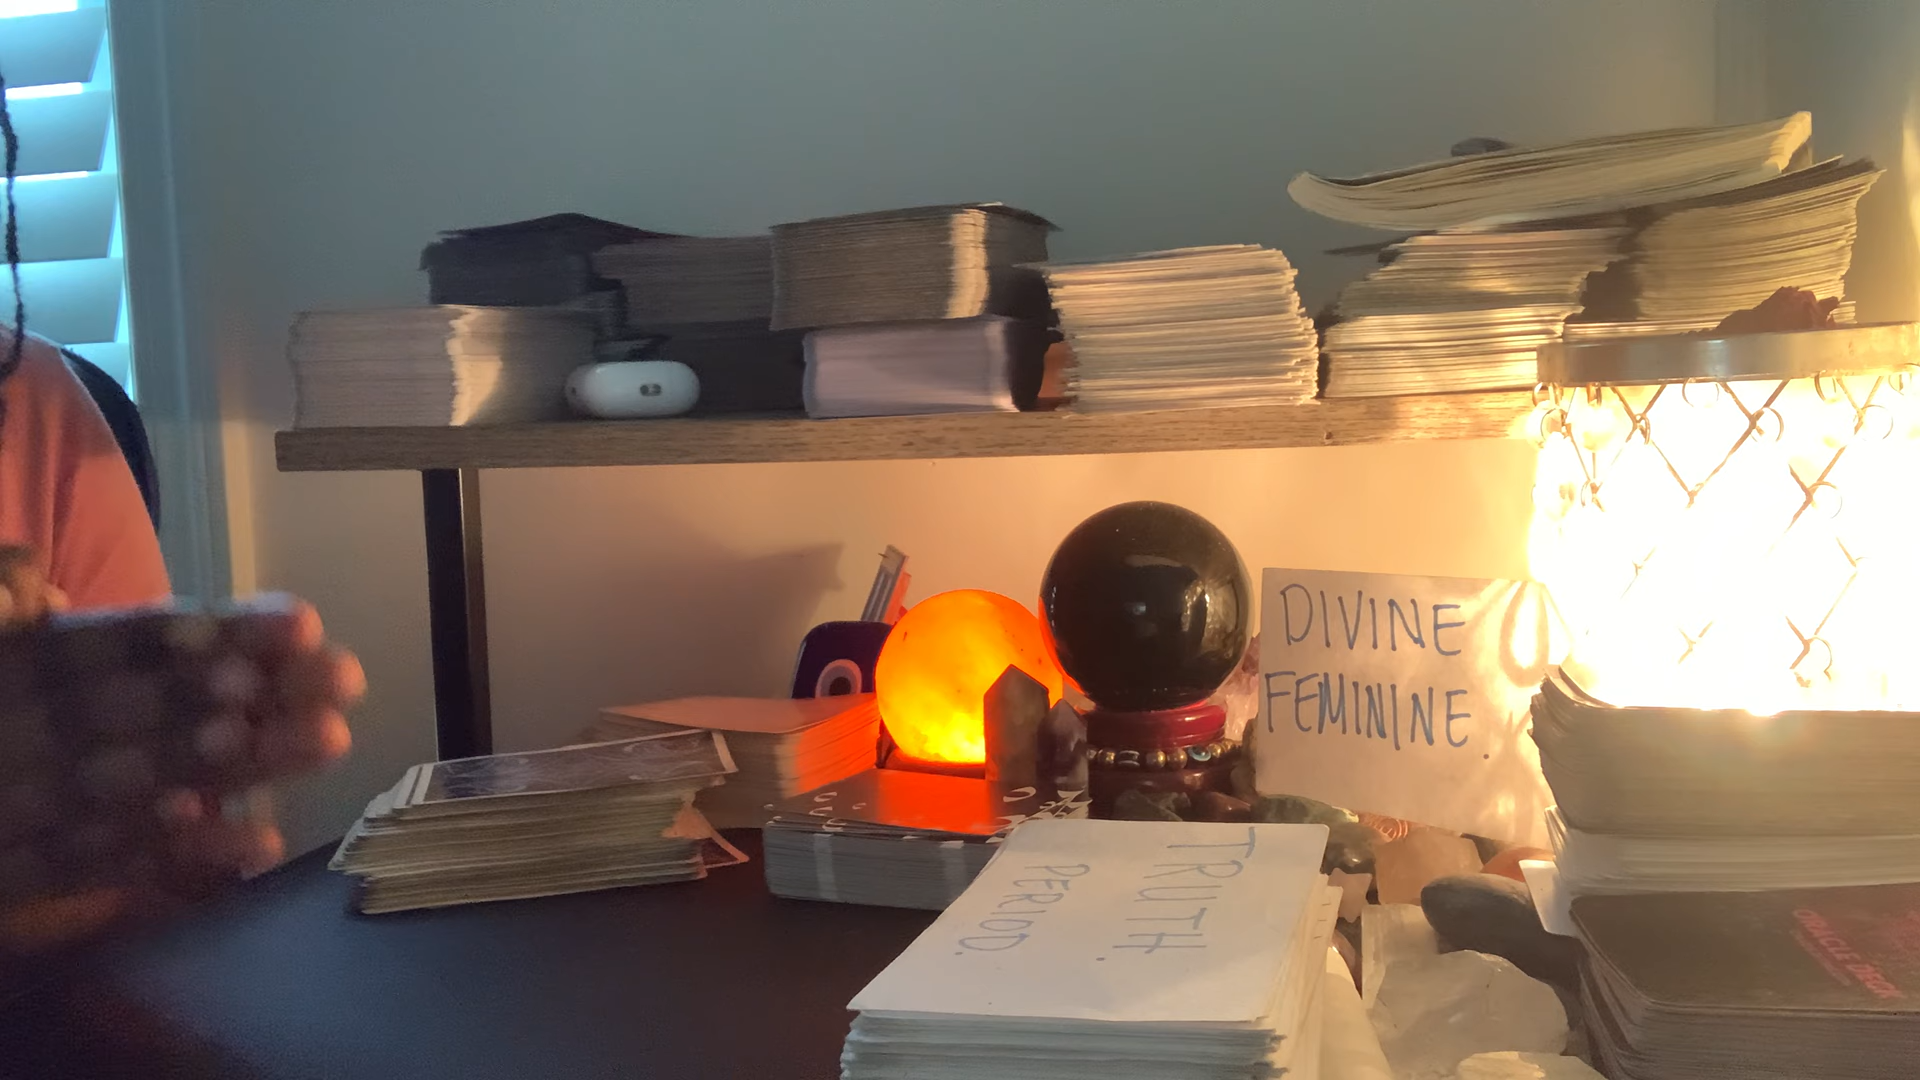 DIVINE
FEMININE.
TRUTH.
PERIOD.
ORACLE DECK